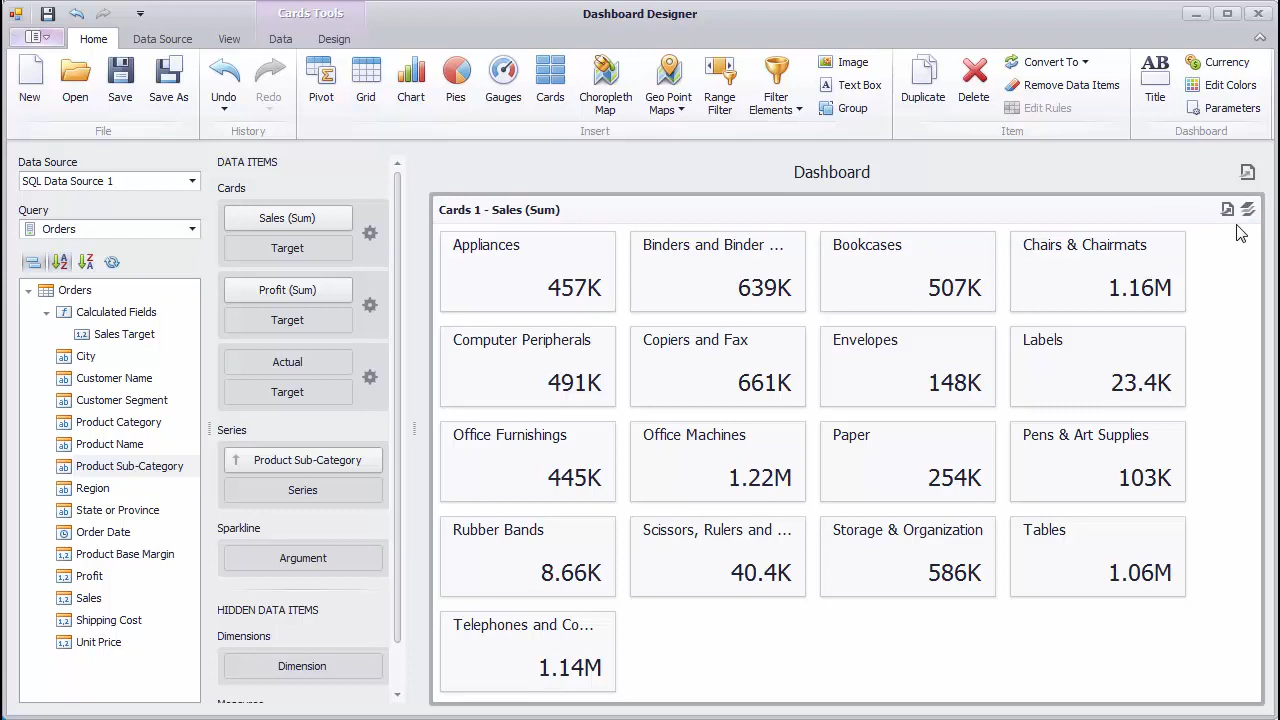 Cards Tools
Dashboard Designer
Home
Data Source
View
Data
Design
New
Open
Save
Save As
Undo
Redo
Pivot
Grid
Chart
Pies
Gauges
Cards
Choropleth
Map
Geo Point
Maps
Range
Filter
Filter
Elements
Image
Text Box
Group
Duplicate
Delete
Convert To
Remove Data Items
Edit Rules
AB
Title
Currency
Edit Colors
Parameters
File
History
Insert
Item
Dashboard
Data Source
SQL Data Source 1
Query
Orders
Orders
Calculated Fields
Sales Target
City
Customer Name
Customer Segment
Product Category
Product Name
Product Sub-Category
Region
State or Province
Order Date
Product Base Margin
Profit
Sales
Shipping Cost
Unit Price
DATA ITEMS
Cards
Sales (Sum)
Target
Profit (Sum)
Target
Actual
Target
Series
Product Sub-Category
Series
Sparkline
Argument
HIDDEN DATA ITEMS
Dimensions
Dimension
Dashboard
Cards 1 - Sales (Sum)
Appliances
457K
Binders and Binder ...
639K
Bookcases
507K
Chairs & Chairmats
1.16M
Computer Peripherals
491K
Copiers and Fax
661K
Envelopes
148K
Labels
23.4K
Office Furnishings
445K
Office Machines
1.22M
Paper
254K
Pens & Art Supplies
103K
Rubber Bands
8.66K
Scissors, Rulers and ...
40.4K
Storage & Organization
586K
Tables
1.06M
Telephones and Co...
1.14M